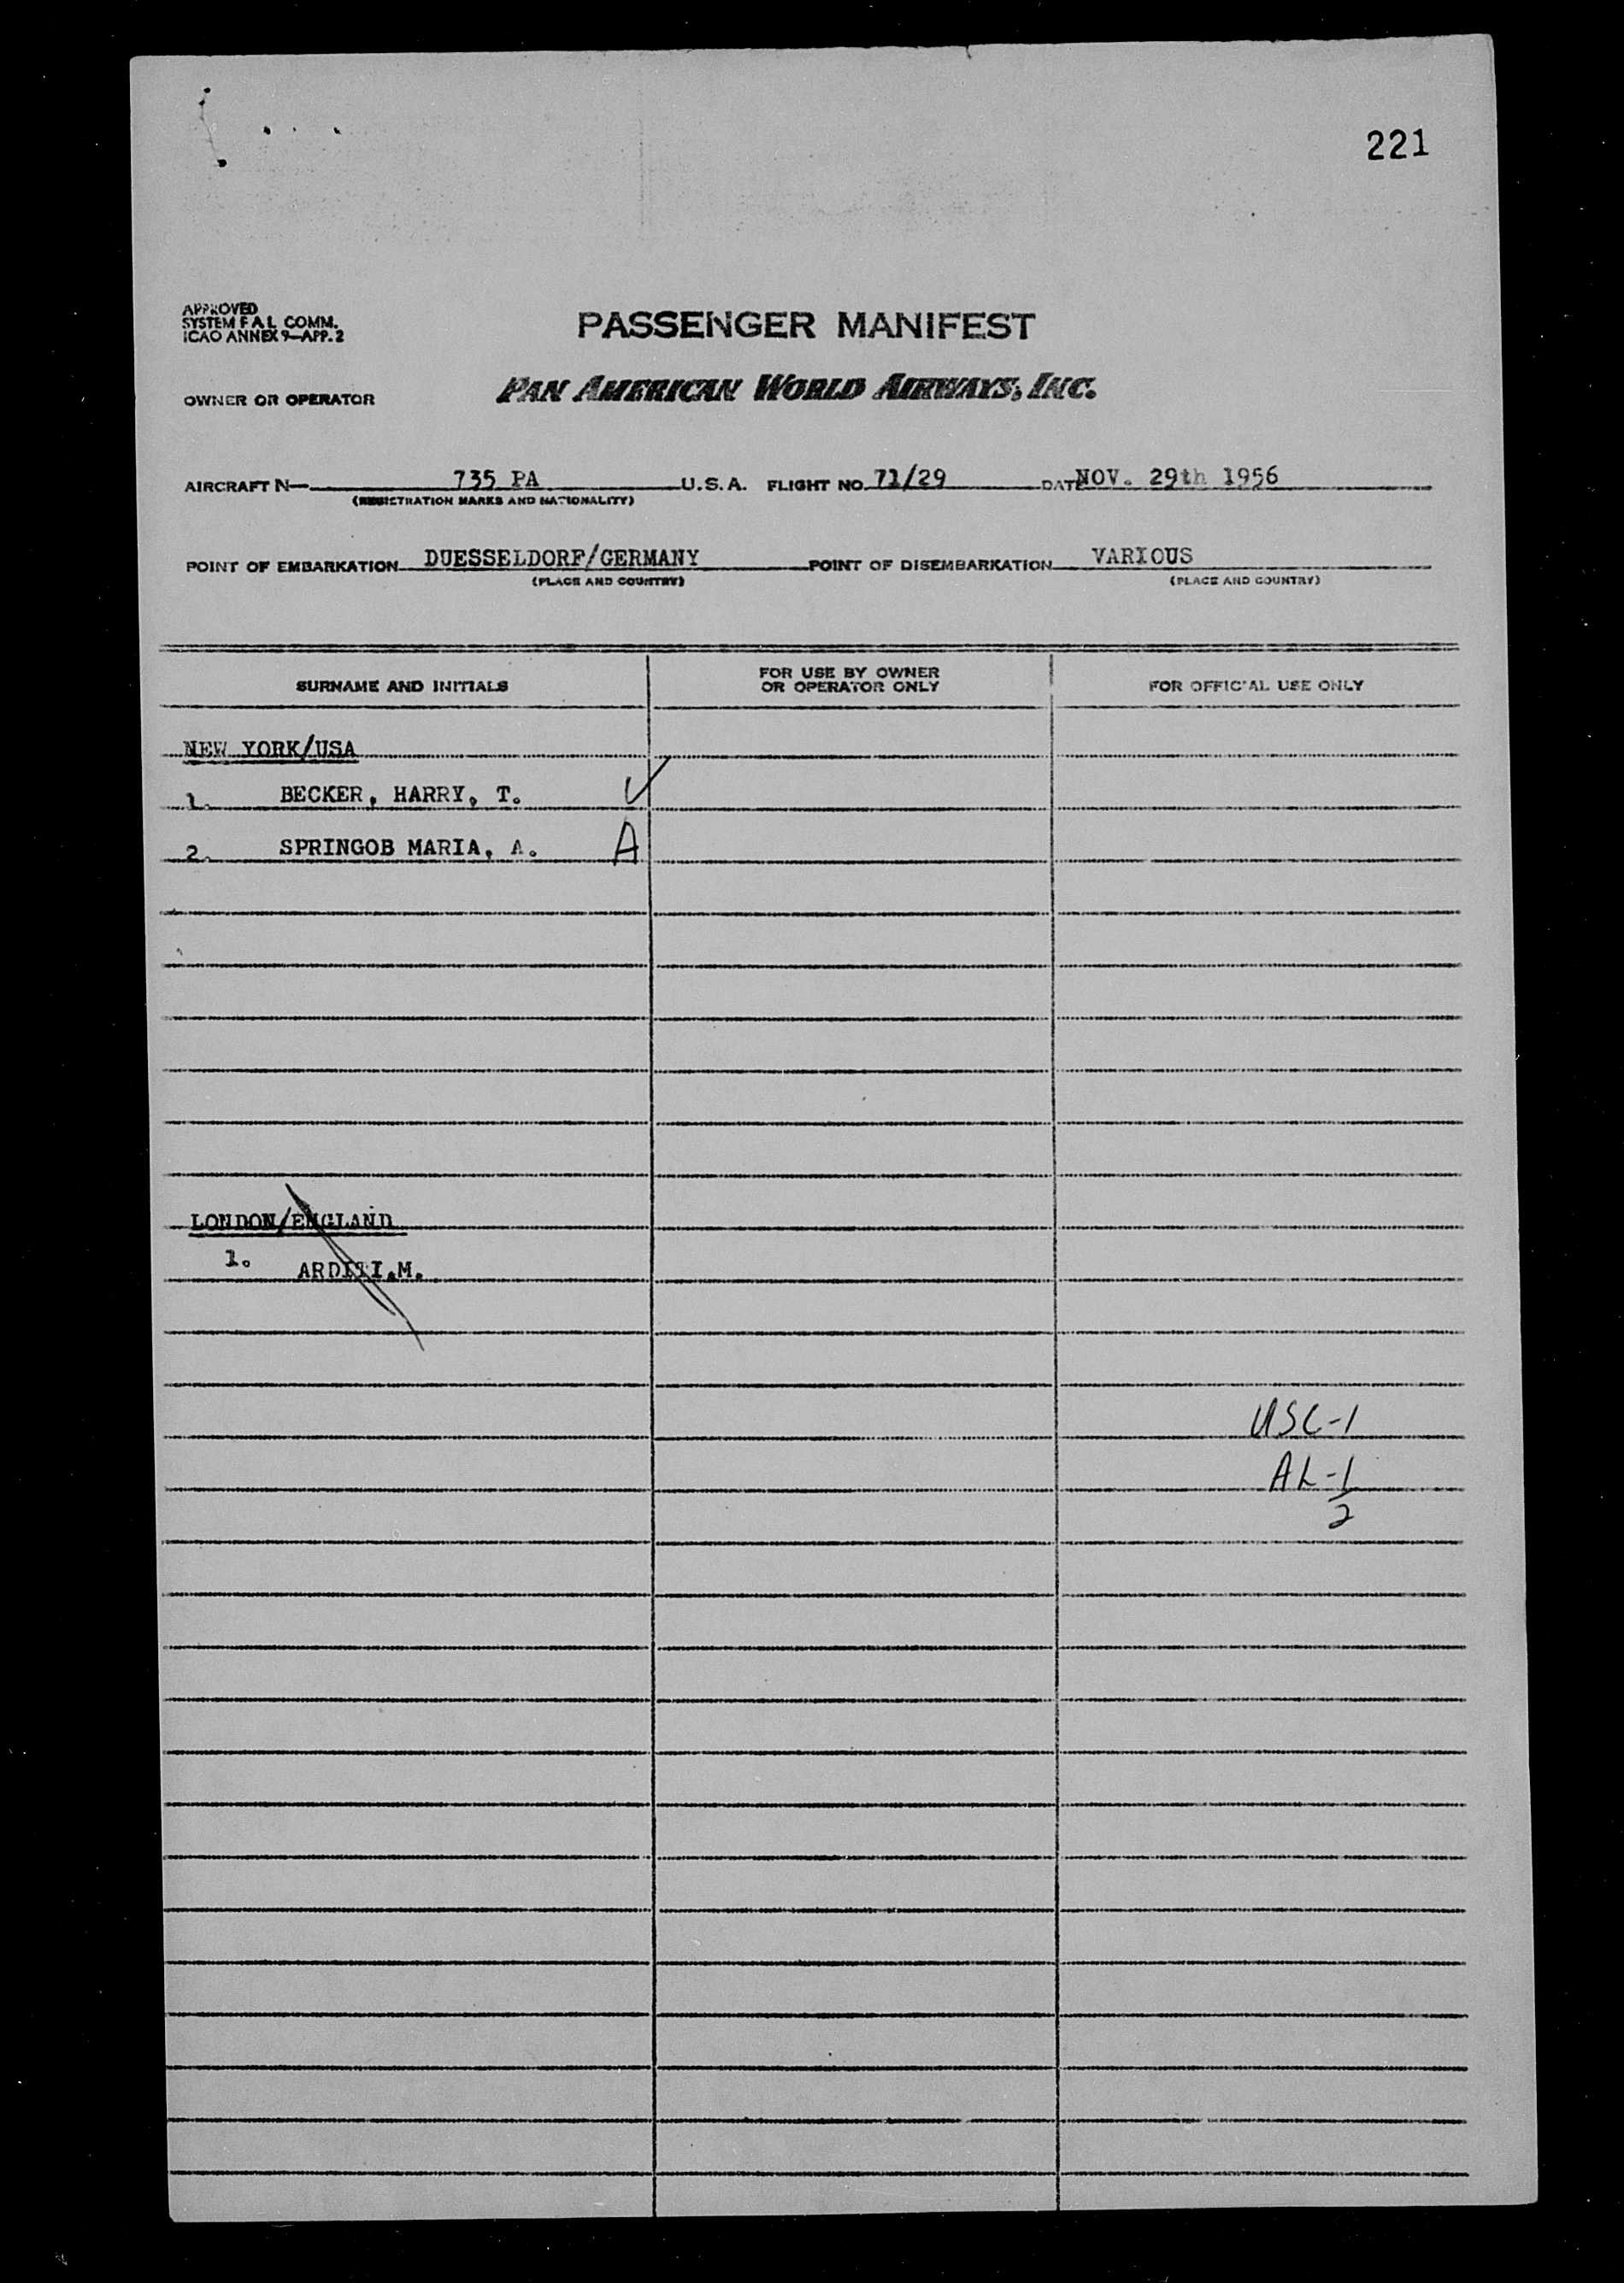 221
APPROVED
SYSTEM F A L COMM.
ICAO ANNEX 9—APP. 2
PASSENGER MANIFEST
OWNER OR OPERATOR PAN AMERICAN WORLD AIRWAYS, INC.
AIRCRAFT N— 735 PA U.S.A. FLIGHT NO. 71/29 DATE NOV. 29th 1956
(REGISTRATION MARKS AND NATIONALITY)
POINT OF EMBARKATION DUESSELDORF/GERMANY POINT OF DISEMBARKATION VARIOUS
(PLACE AND COUNTRY) (PLACE AND COUNTRY)
SURNAME AND INITIALS FOR USE BY OWNER OR OPERATOR ONLY FOR OFFICIAL USE ONLY
NEW YORK/USA
1. BECKER, HARRY, T. ✓
2. SPRINGOB MARIA, A. A
LONDON/ENGLAND
1. ARDITI.M.
USC-1
AL-1
2